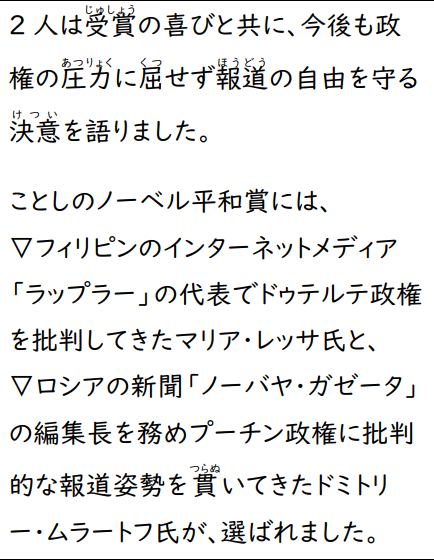 ２人は受賞の喜びと共に、今後も政
権の圧力に屈せず報道の自由を守る
決意を語りました。
ことしのノーベル平和賞には、
▽フィリピンのインターネットメディア
「ラップラー」の代表でドゥテルテ政権
を批判してきたマリア・レッサ氏と、
▽ロシアの新聞「ノーバヤ・ガゼータ」
の編集長を務めプーチン政権に批判
的な報道姿勢を貫いてきたドミトリ
ー・ムラートフ氏が、選ばれました。